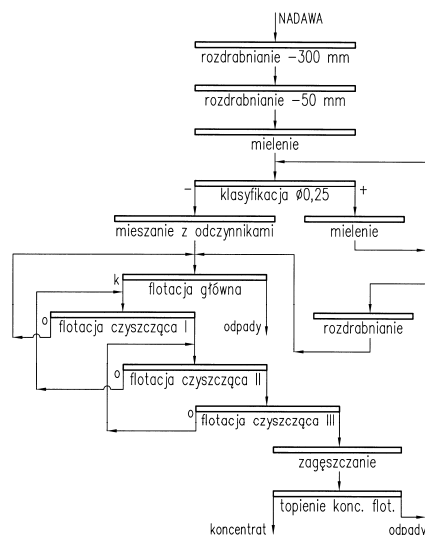 NADAWA
rozdrabnianie -300 mm
rozdrabnianie -50 mm
mielenie
- klasyfikacja Ø0,25 +
mieszanie z odczynnikami
mielenie
k
flotacja główna
odpady
rozdrabnianie
o
flotacja czyszcząca I
o
flotacja czyszcząca II
o
flotacja czyszcząca III
zagęszczanie
topienie konc. flot.
koncentrat
odpady